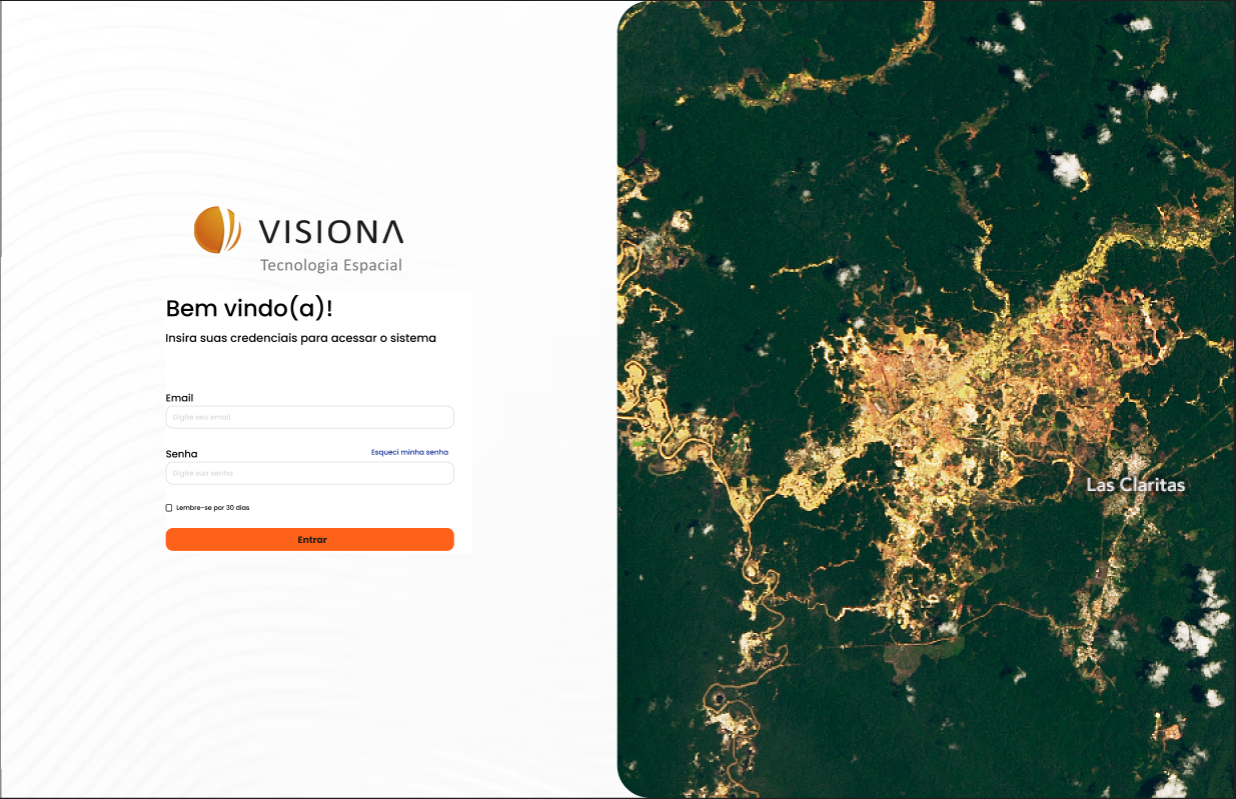 VISIONA
Tecnologia Espacial
Bem vindo(a)!
Insira suas credenciais para acessar o sistema
Email
Digite seu email
Senha
Esqueci minha senha
Digite sua senha
Lembre-se por 30 dias
Entrar
Las Claritas